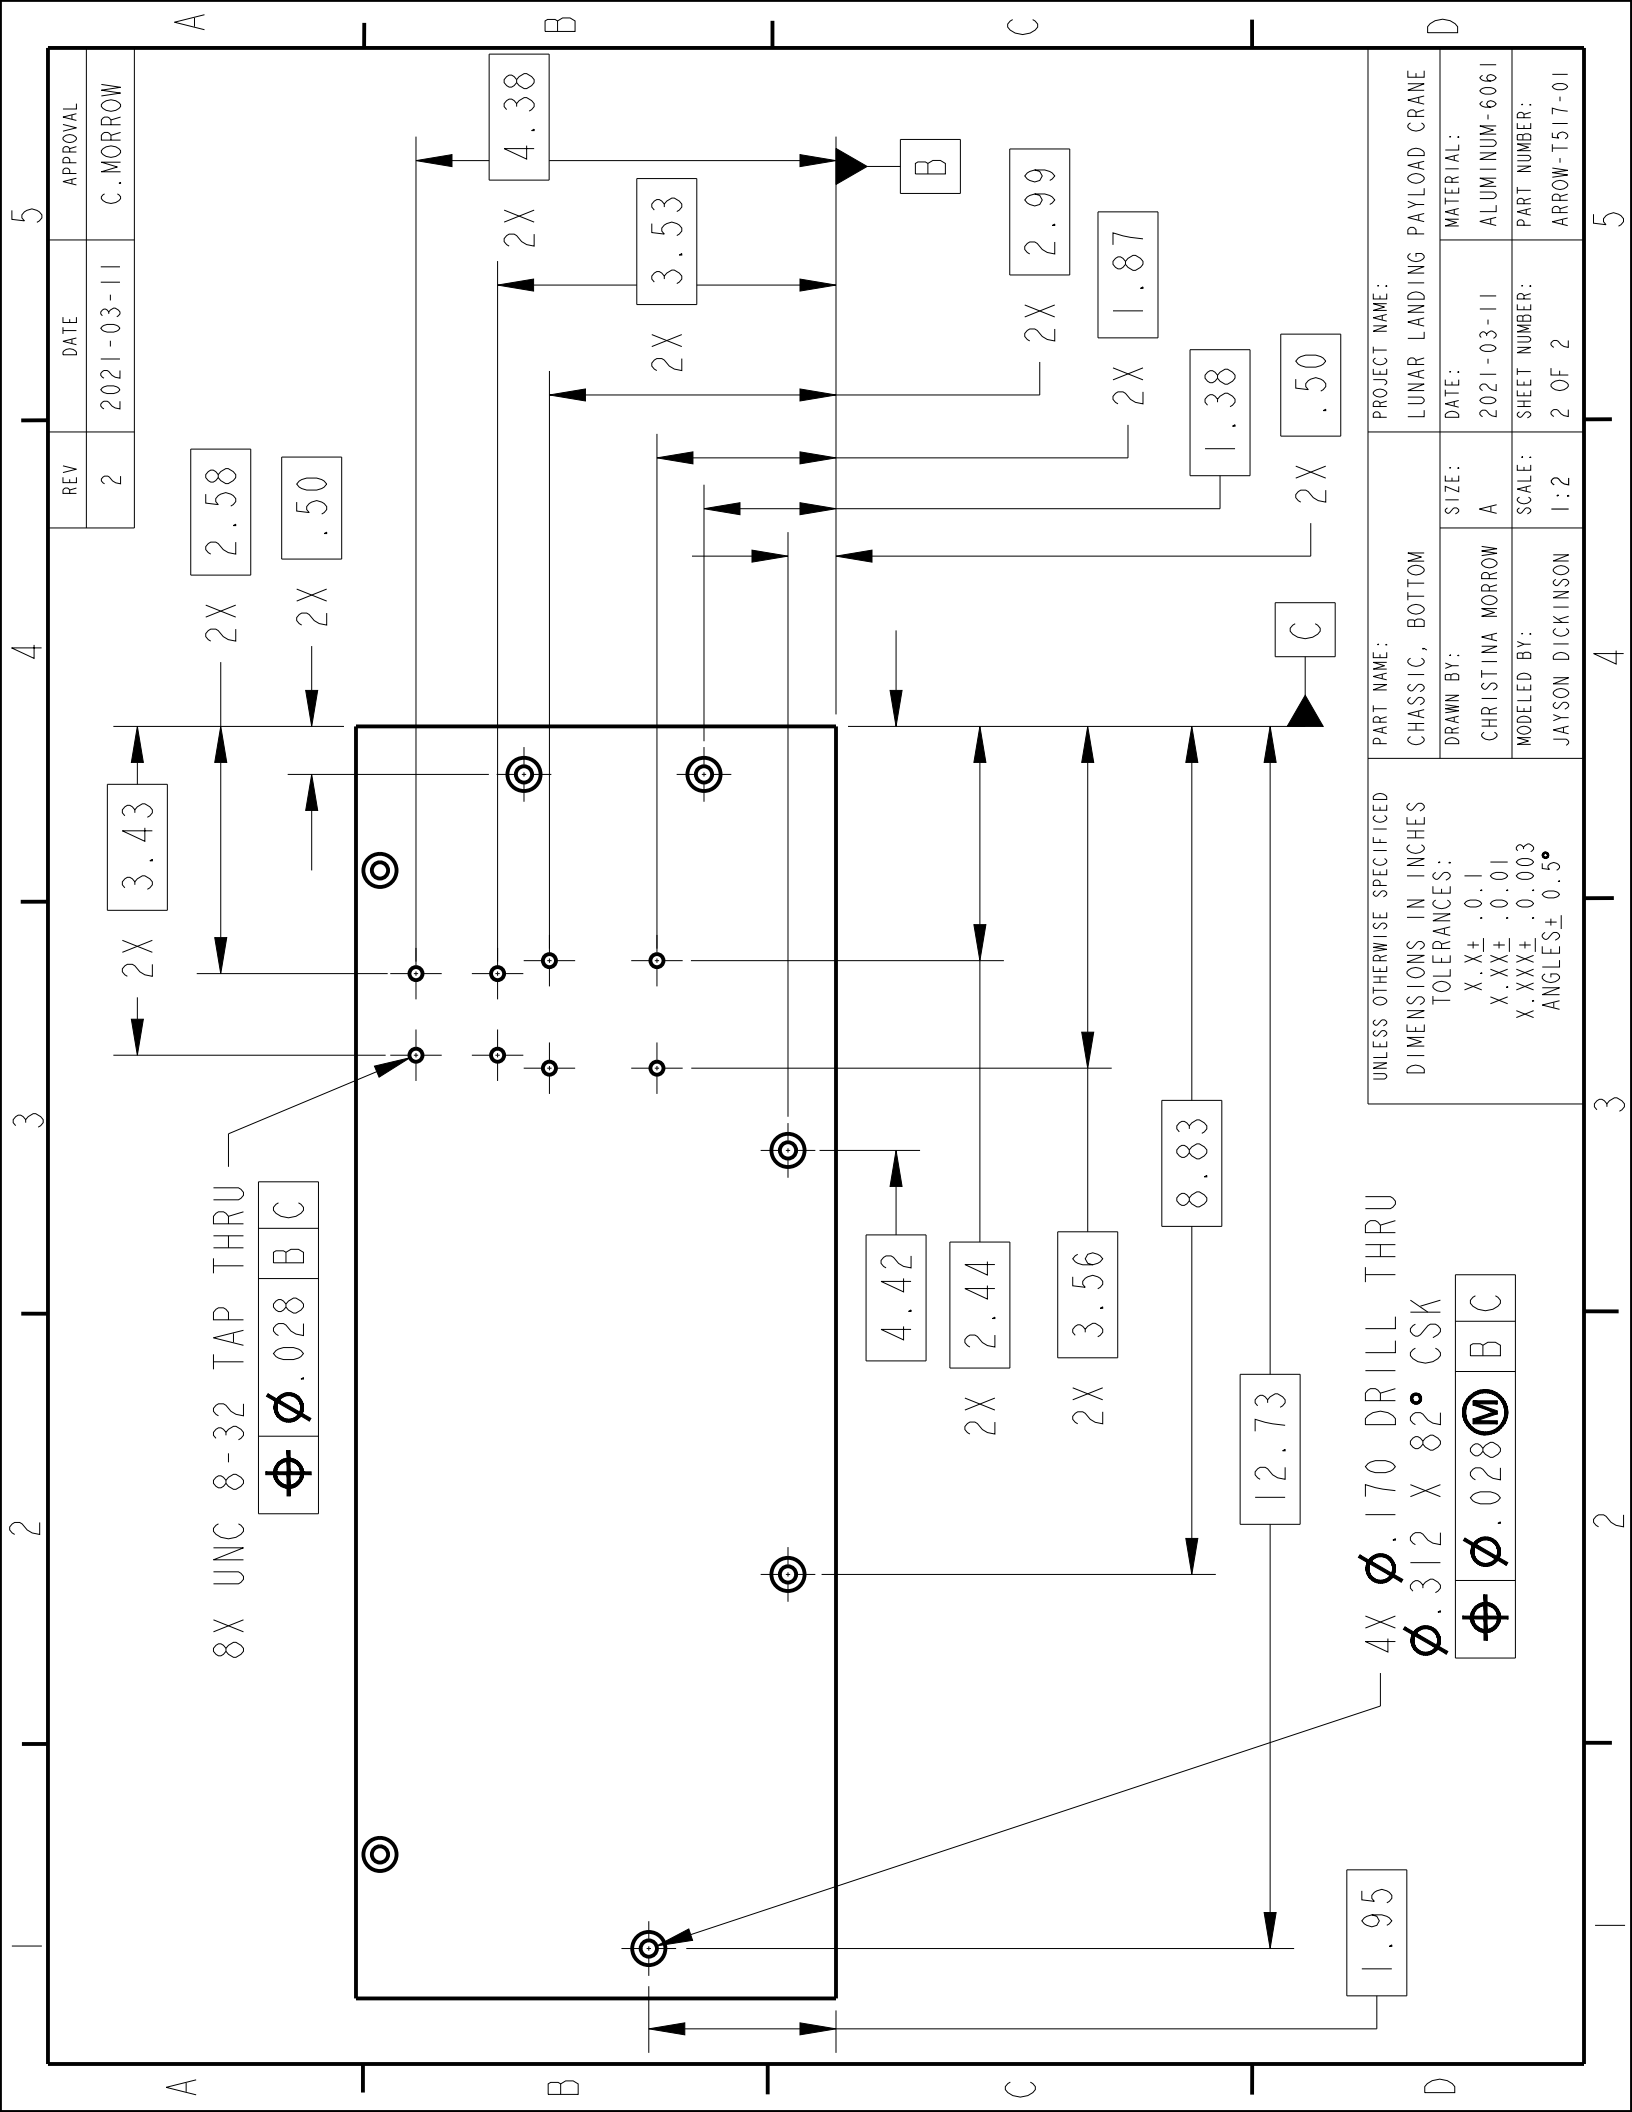 1
2
3
4
5
A
B
C
D
REV
DATE
APPROVAL
2
2021-03-11
C.MORROW
8X UNC 8-32 TAP THRU
⌖ ⌀.028 B C
2X 3.43
2X 2.58
2X .50
2X 4.38
2X 3.53
B
2X 2.99
2X 1.87
1.38
2X .50
C
4.42
2X 2.44
2X 3.56
8.83
12.73
1.95
4X ⌀.170 DRILL THRU
⌀.312 X 82° CSK
⌖ ⌀.028Ⓜ B C
UNLESS OTHERWISE SPECIFICED
DIMENSIONS IN INCHES
TOLERANCES:
X.X± .0.1
X.XX± .0.01
X.XXX± .0.003
ANGLES± 0.5°
PART NAME:
CHASSIC, BOTTOM
PROJECT NAME:
LUNAR LANDING PAYLOAD CRANE
DRAWN BY:
CHRISTINA MORROW
SIZE:
A
DATE:
2021-03-11
MATERIAL:
ALUMINUM-6061
MODELED BY:
JAYSON DICKINSON
SCALE:
1:2
SHEET NUMBER:
2 OF 2
PART NUMBER:
ARROW-T517-01
A
B
C
D
1
2
3
4
5